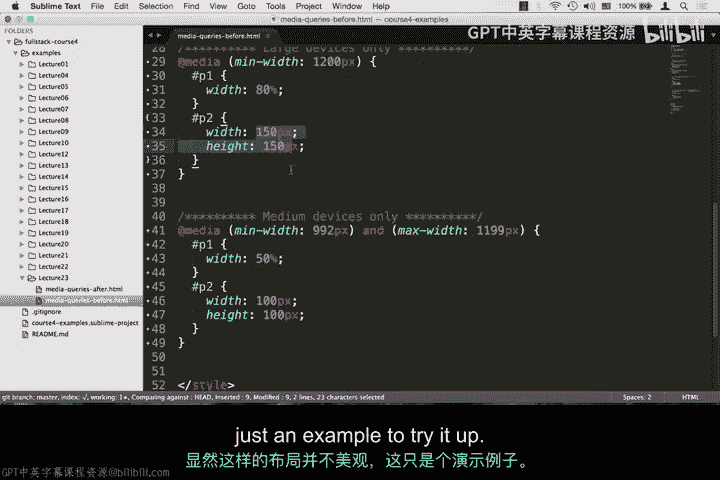 Sublime Text File Edit Selection Find View Goto Tools Project Window Help 100%
media-queries-before.html — course4-examples
GPT中英字幕课程资源 bilibili
FOLDERS
fullstack-course4
examples
Lecture01
Lecture04
Lecture05
Lecture06
Lecture07
Lecture08
Lecture09
Lecture10
Lecture12
Lecture13
Lecture14
Lecture15
Lecture16
Lecture17
Lecture18
Lecture19
Lecture20
Lecture21
Lecture22
Lecture23
media-queries-after.html
media-queries-before.html
.gitignore
course4-examples.sublime-project
README.md
media-queries-before.html
28 /********** Large devices only **********/
29 @media (min-width: 1200px) {
30 #p1 {
31 width: 80%;
32 }
33 #p2 {
34 width: 150px;
35 height: 150px;
36 }
37 }
38
39
40 /********** Medium devices only **********/
41 @media (min-width: 992px) and (max-width: 1199px) {
42 #p1 {
43 width: 50%;
44 }
45 #p2 {
46 width: 100px;
47 height: 100px;
48 }
49 }
50
51
52 </style>
git branch: master, index: √, working: 1≠, Comparing against : HEAD, Inserted : 9, Modified : 9, 2 lines, 23 characters selected Spaces: 2 HTML
just an example to try it up.
显然这样的布局并不美观，这只是个演示例子。
GPT中英字幕课程资源@bilibili.com